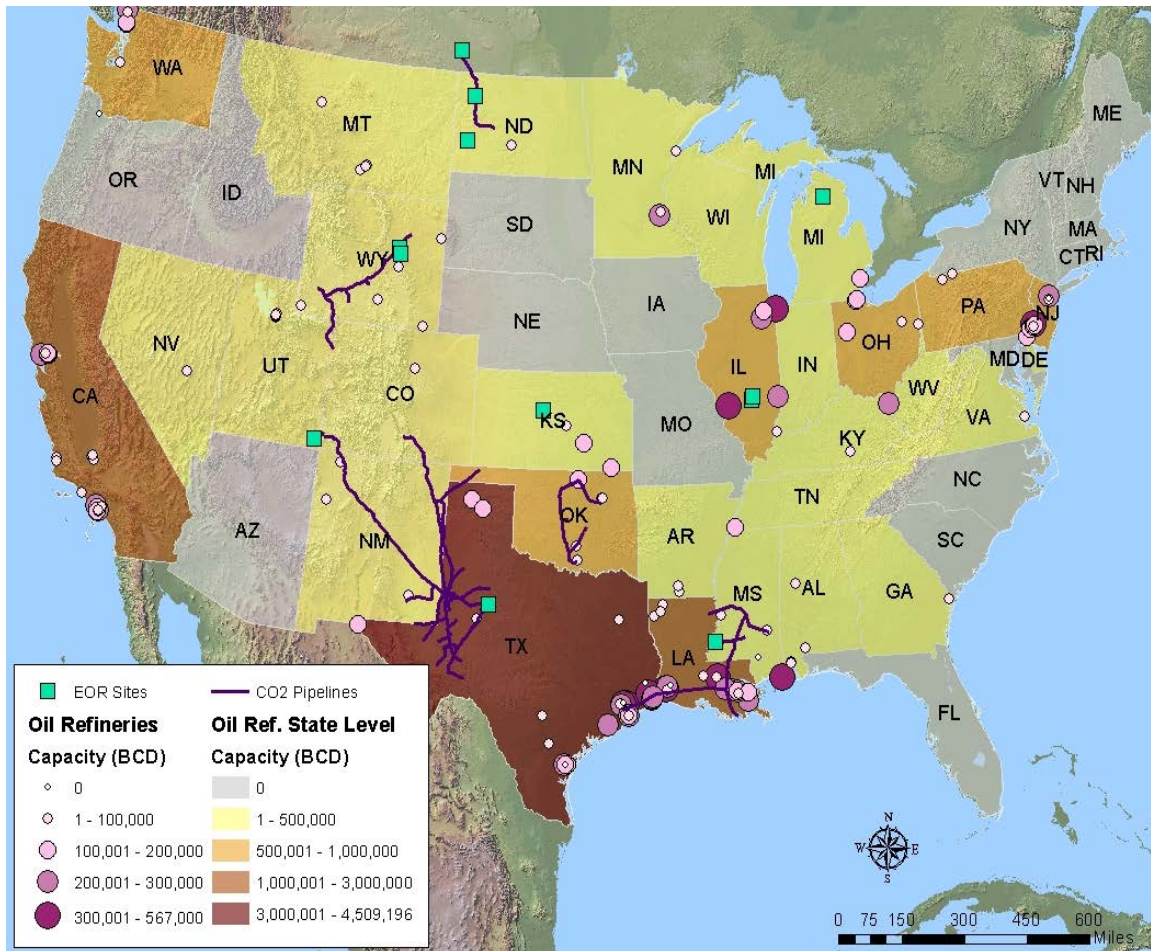 WA
MT
ND
ME
OR
ID
MN
MI
VT
NH
SD
WI
NY
MA
WY
MI
CT
RI
IA
PA
NE
NJ
NV
OH
UT
IL
IN
MD
DE
CA
CO
WV
KS
MO
VA
KY
NC
TN
OK
AZ
NM
AR
SC
MS
AL
GA
TX
LA
FL
EOR Sites
CO2 Pipelines
Oil Refineries
Oil Ref. State Level
Capacity (BCD)
Capacity (BCD)
0
0
1 - 100,000
1 - 500,000
100,001 - 200,000
500,001 - 1,000,000
200,001 - 300,000
1,000,001 - 3,000,000
300,001 - 567,000
3,000,001 - 4,509,196
N
W
E
S
0 75 150 300 450 600
Miles